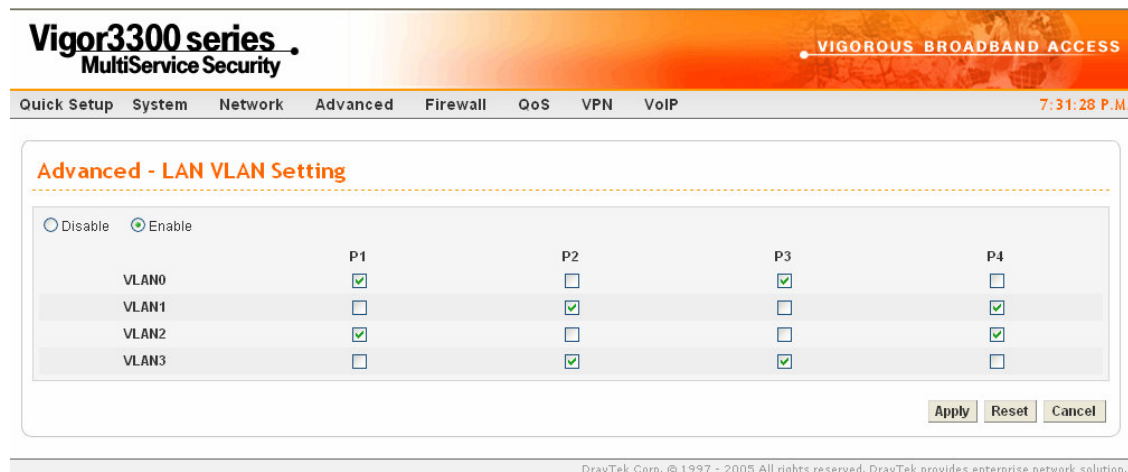 Vigor3300 series
MultiService Security
VIGOROUS BROADBAND ACCESS
Quick Setup System Network Advanced Firewall QoS VPN VoIP 7:31:28 P.M.
Advanced - LAN VLAN Setting
Disable Enable
P1 P2 P3 P4
VLAN0
VLAN1
VLAN2
VLAN3
Apply Reset Cancel
DrayTek Corp. © 1997 - 2005 All rights reserved. DrayTek provides enterprise network solution.